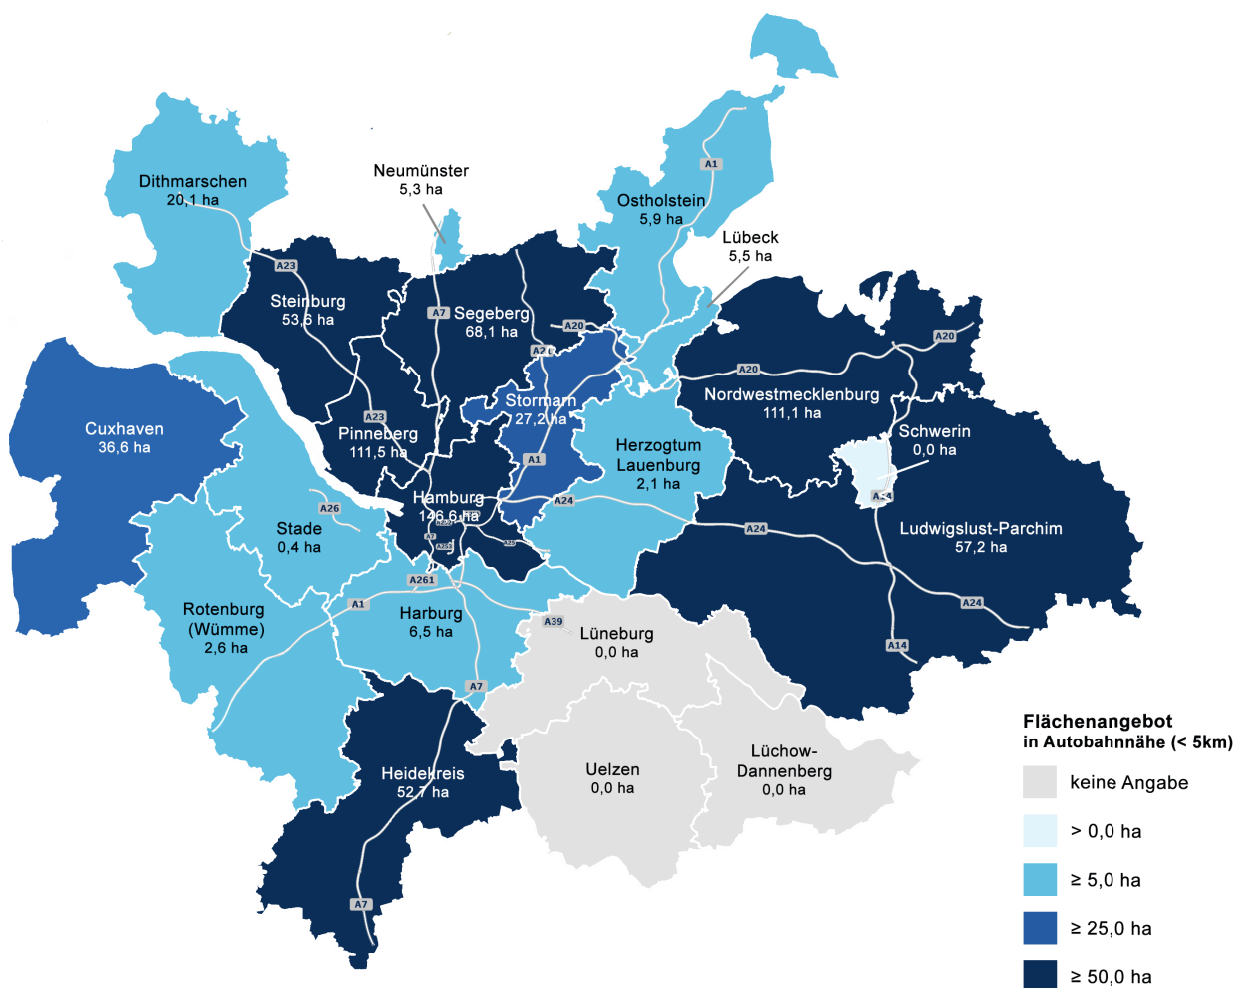 Dithmarschen
20,1 ha
Neumünster
5,3 ha
Ostholstein
5,9 ha
A1
Lübeck
5,5 ha
A23
Steinburg
53,6 ha
A7
Segeberg
68,1 ha
A20
A20
A20
Nordwestmecklenburg
111,1 ha
Cuxhaven
36,6 ha
A23
Pinneberg
111,5 ha
Stormarn
27,2 ha
A1
Herzogtum
Lauenburg
2,1 ha
Schwerin
0,0 ha
A14
Hamburg
146,6 ha
A7
A24
A24
Ludwigslust-Parchim
57,2 ha
A24
A14
A26
Stade
0,4 ha
A261
A1
Rotenburg
(Wümme)
2,6 ha
Harburg
6,5 ha
A39
Lüneburg
0,0 ha
A7
Heidekreis
52,7 ha
A7
Uelzen
0,0 ha
Lüchow-
Dannenberg
0,0 ha
Flächenangebot
in Autobahnnähe (< 5km)
keine Angabe
> 0,0 ha
≥ 5,0 ha
≥ 25,0 ha
≥ 50,0 ha